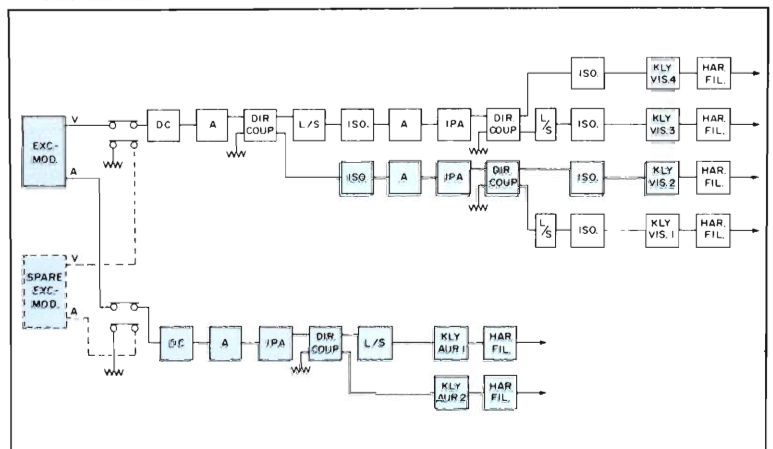 ISO.
KLY VIS.4
HAR. FIL.
V
EXC-MOD.
A
DC
A
DIR COUP
L/S
ISO.
A
IPA
DIR. COUP
L/S
ISO.
KLY VIS.3
HAR. FIL.
ISO
A
IPA
DIR COUP
ISO.
KLY VIS.2
HAR. FIL.
L/S
ISO.
KLY VIS.1
HAR. FIL.
V
SPARE EXC-MOD.
A
DC
A
IPA
DIR. COUP
L/S
KLY AUR 1
HAR FIL.
KLY AUR 2
HAR FIL.